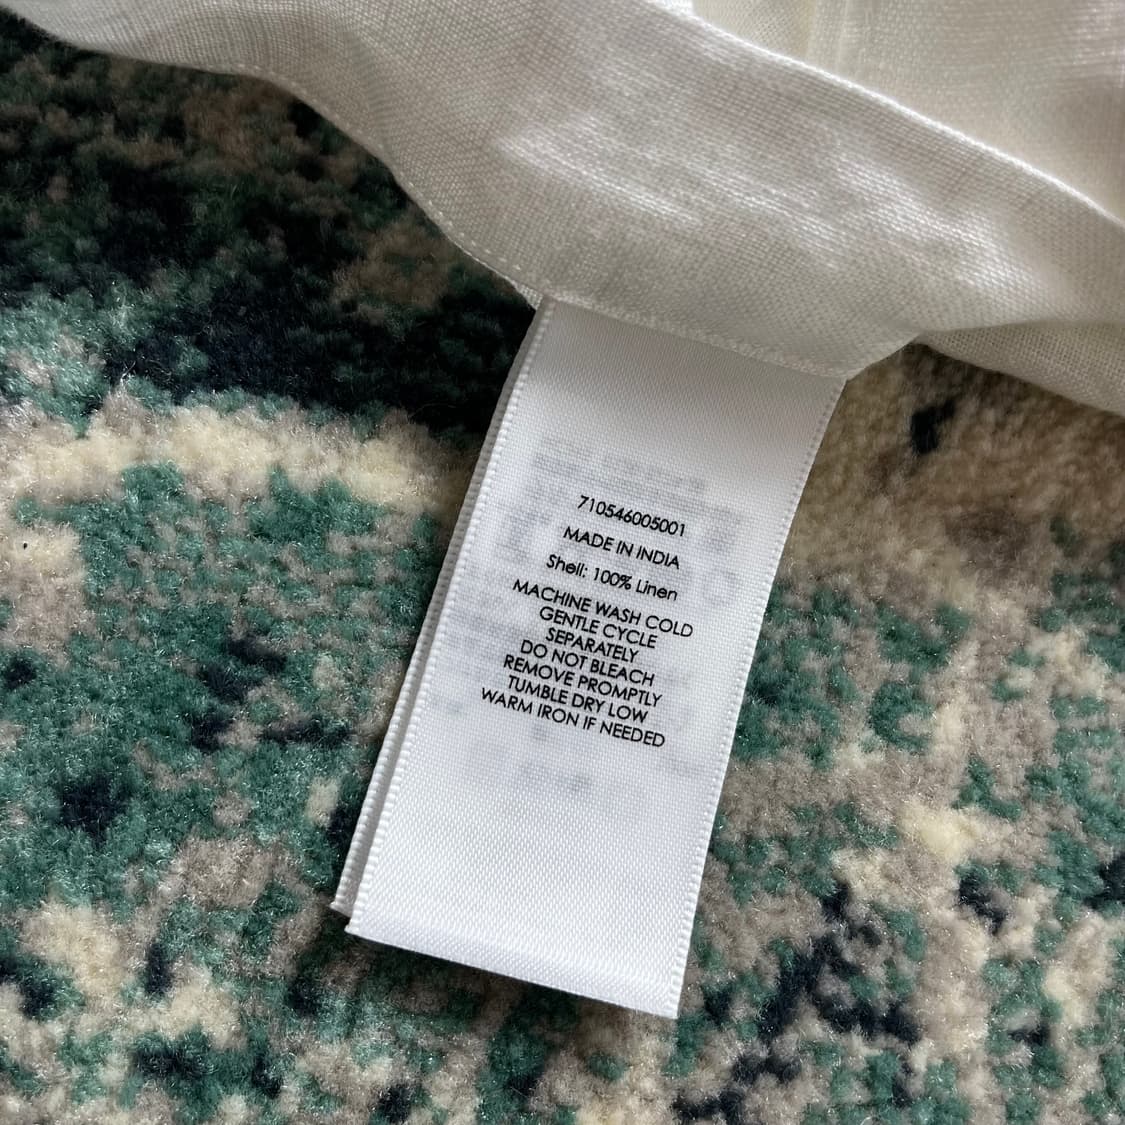 710546005001
MADE IN INDIA
Shell: 100% Linen
MACHINE WASH COLD
GENTLE CYCLE
SEPARATELY
DO NOT BLEACH
REMOVE PROMPTLY
TUMBLE DRY LOW
WARM IRON IF NEEDED